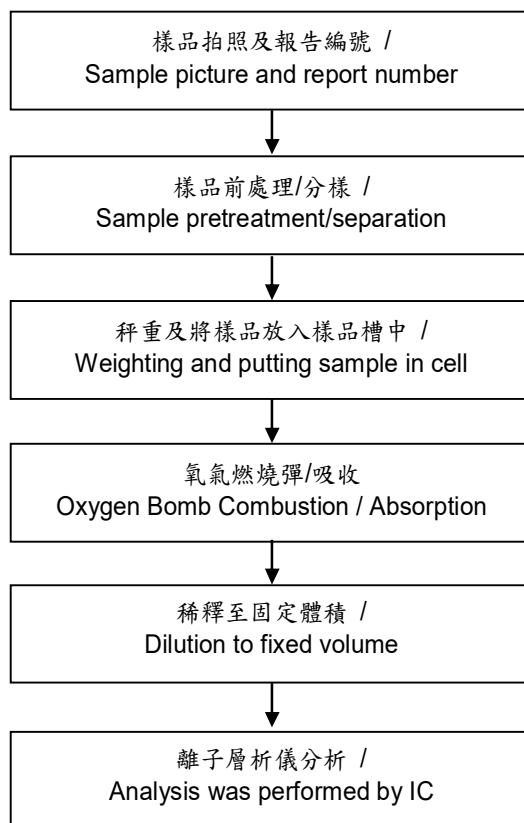 樣品拍照及報告編號 /
Sample picture and report number
樣品前處理/分樣 /
Sample pretreatment/separation
秤重及將樣品放入樣品槽中 /
Weighting and putting sample in cell
氧氣燃燒彈/吸收
Oxygen Bomb Combustion / Absorption
稀釋至固定體積 /
Dilution to fixed volume
離子層析儀分析 /
Analysis was performed by IC